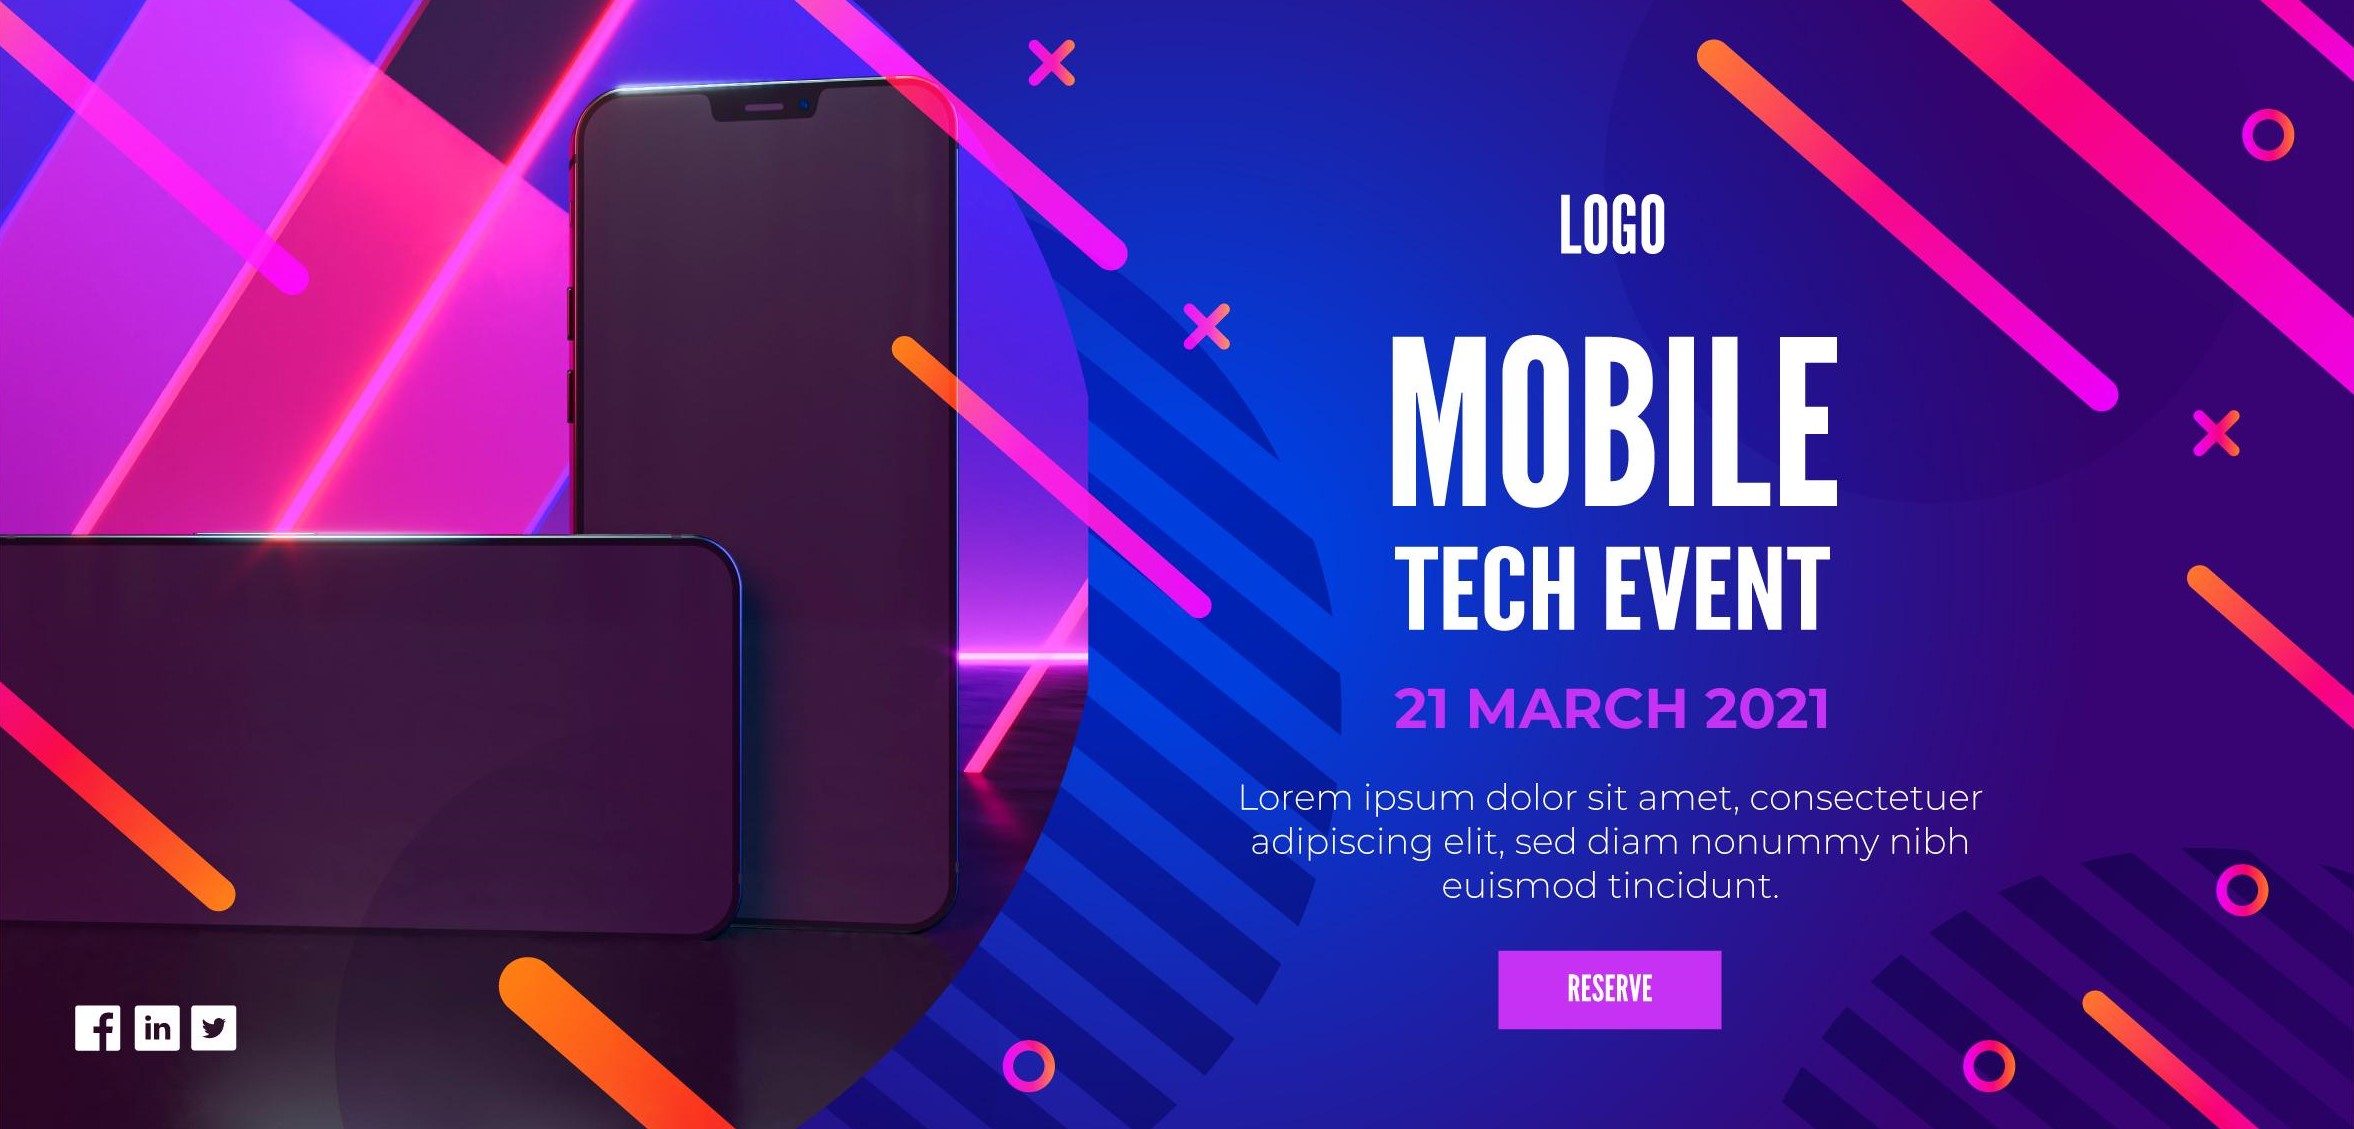 LOGO
MOBILE
TECH EVENT
21 MARCH 2021
Lorem ipsum dolor sit amet, consectetuer
adipiscing elit, sed diam nonummy nibh
euismod tincidunt.
RESERVE
f in